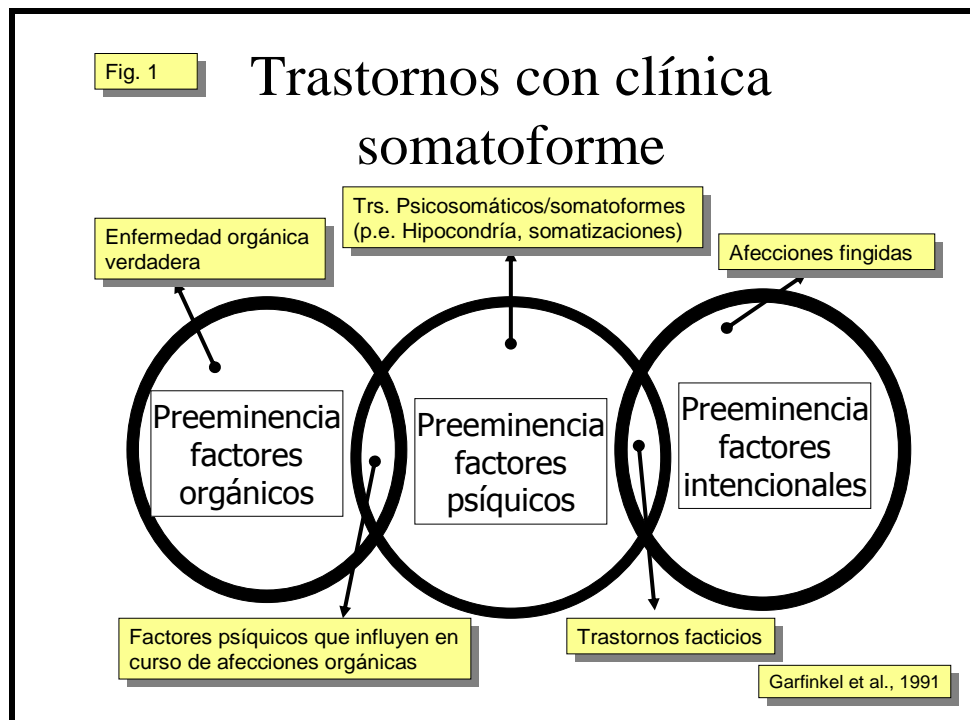 Fig. 1
Trastornos con clínica
somatoforme
Trs. Psicosomáticos/somatoformes
(p.e. Hipocondría, somatizaciones)
Enfermedad orgánica
verdadera
Afecciones fingidas
Preeminencia
factores
orgánicos
Preeminencia
factores
psíquicos
Preeminencia
factores
intencionales
Factores psíquicos que influyen en
curso de afecciones orgánicas
Trastornos facticios
Garfinkel et al., 1991